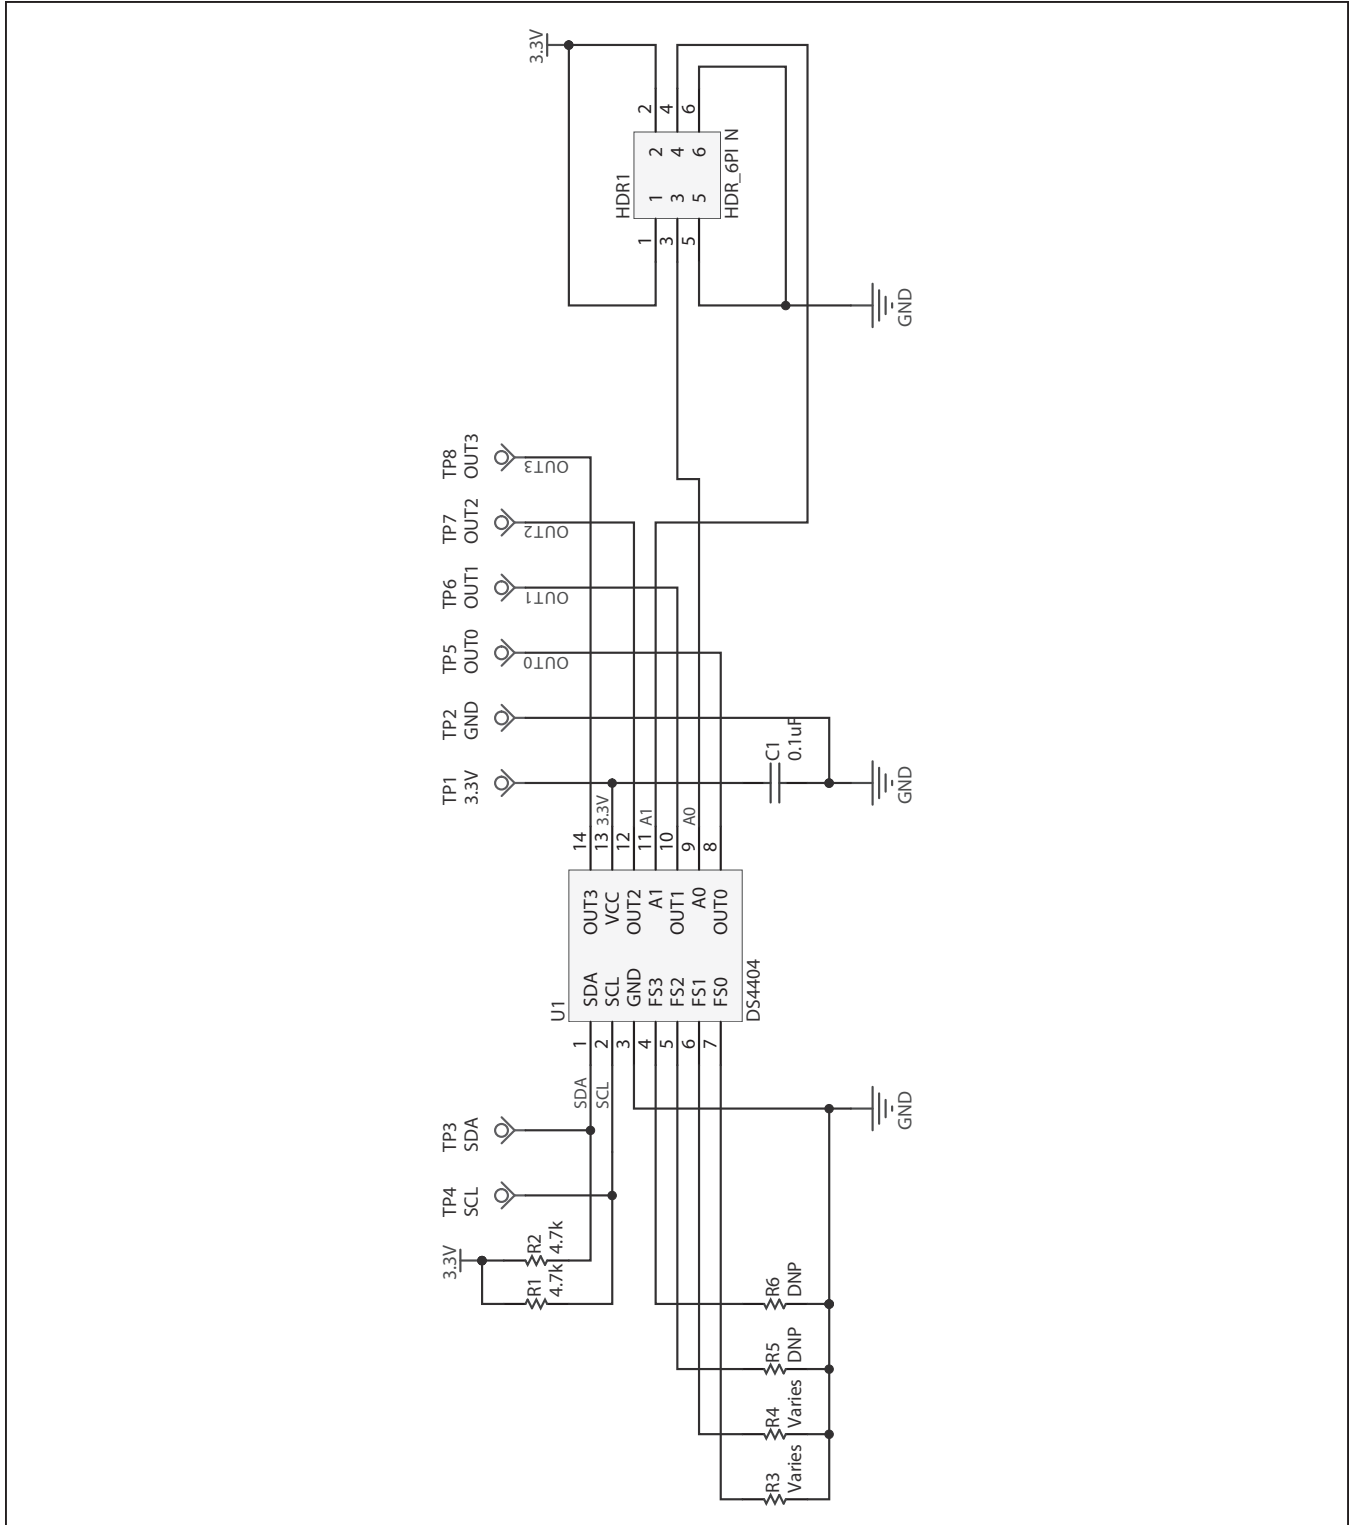 3.3V
2
4
6
2
4
6
HDR1
1
3
5
HDR_6PI N
1
3
5
GND
TP8
OUT3
OUT3
TP7
OUT2
OUT2
TP6
OUT1
OUT1
TP5
OUT0
OUT0
TP2
GND
TP1
3.3V
C1
0.1uF
GND
14
13
3.3V
12
11
A1
10
9
A0
8
OUT3
VCC
OUT2
A1
OUT1
A0
OUT0
SDA
SCL
GND
FS3
FS2
FS1
FS0
U1
DS4404
1
2
3
4
5
6
7
SDA
SCL
GND
TP3
SDA
TP4
SCL
3.3V
R2
4.7k
R1
4.7k
R6
DNP
R5
DNP
R4
Varies
R3
Varies